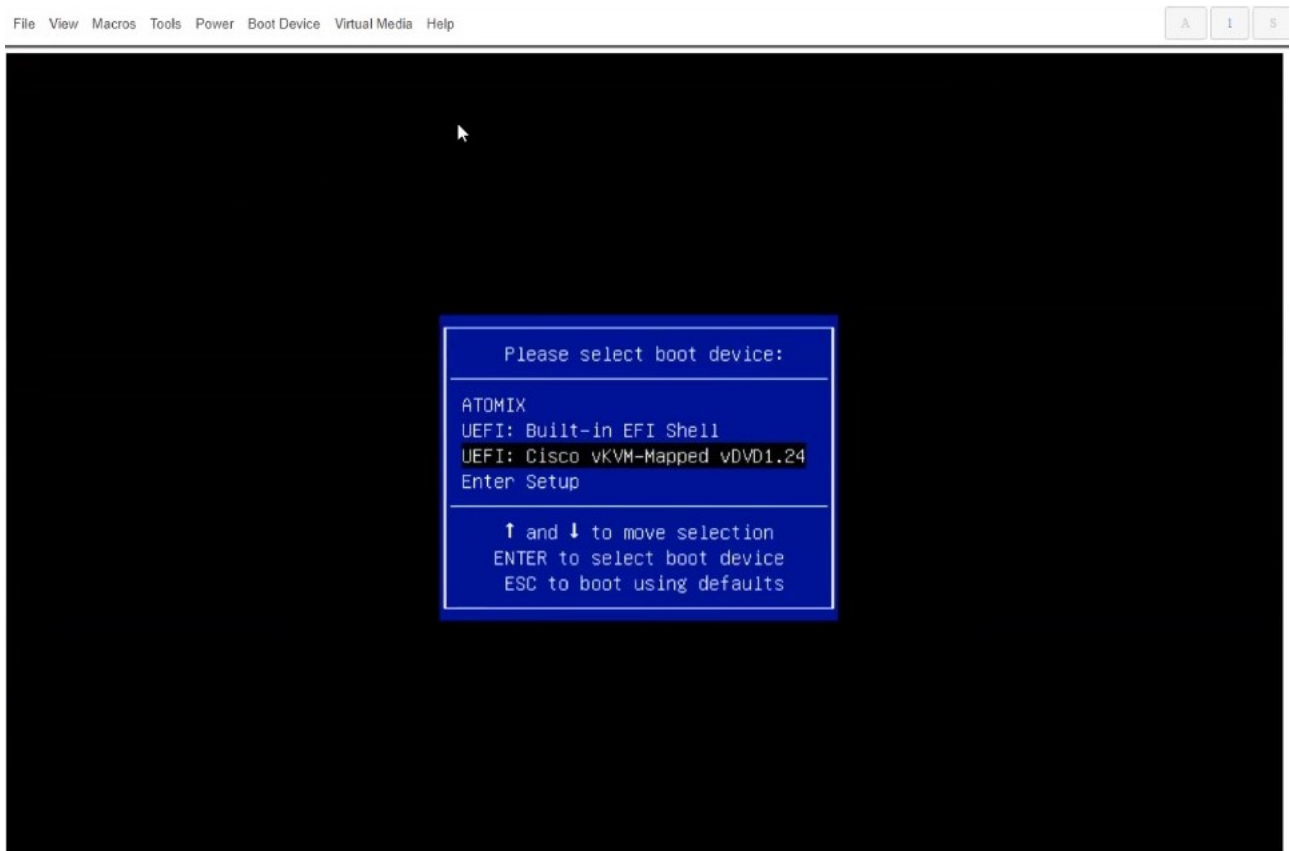 File View Macros Tools Power Boot Device Virtual Media Help
A 1 S
Please select boot device:
ATOMIX
UEFI: Built-in EFI Shell
UEFI: Cisco vKVM-Mapped vDVD1.24
Enter Setup
↑ and ↓ to move selection
ENTER to select boot device
ESC to boot using defaults